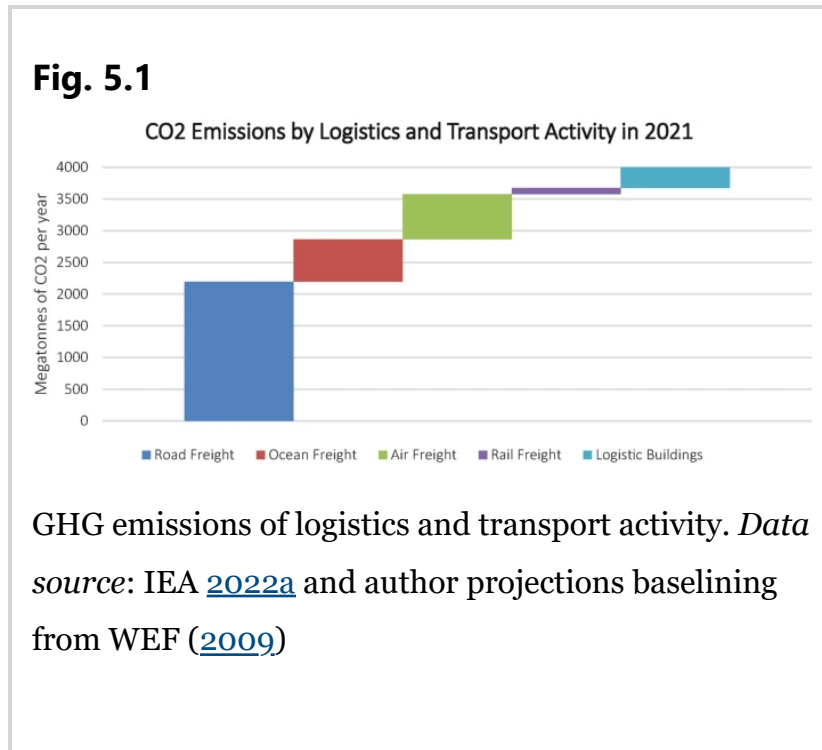 Fig. 5.1
CO2 Emissions by Logistics and Transport Activity in 2021
Megatonnes of CO2 per year
4000
3500
3000
2500
2000
1500
1000
500
0
Road Freight Ocean Freight Air Freight Rail Freight Logistic Buildings
GHG emissions of logistics and transport activity. Data
source: IEA 2022a and author projections baselining
from WEF (2009)